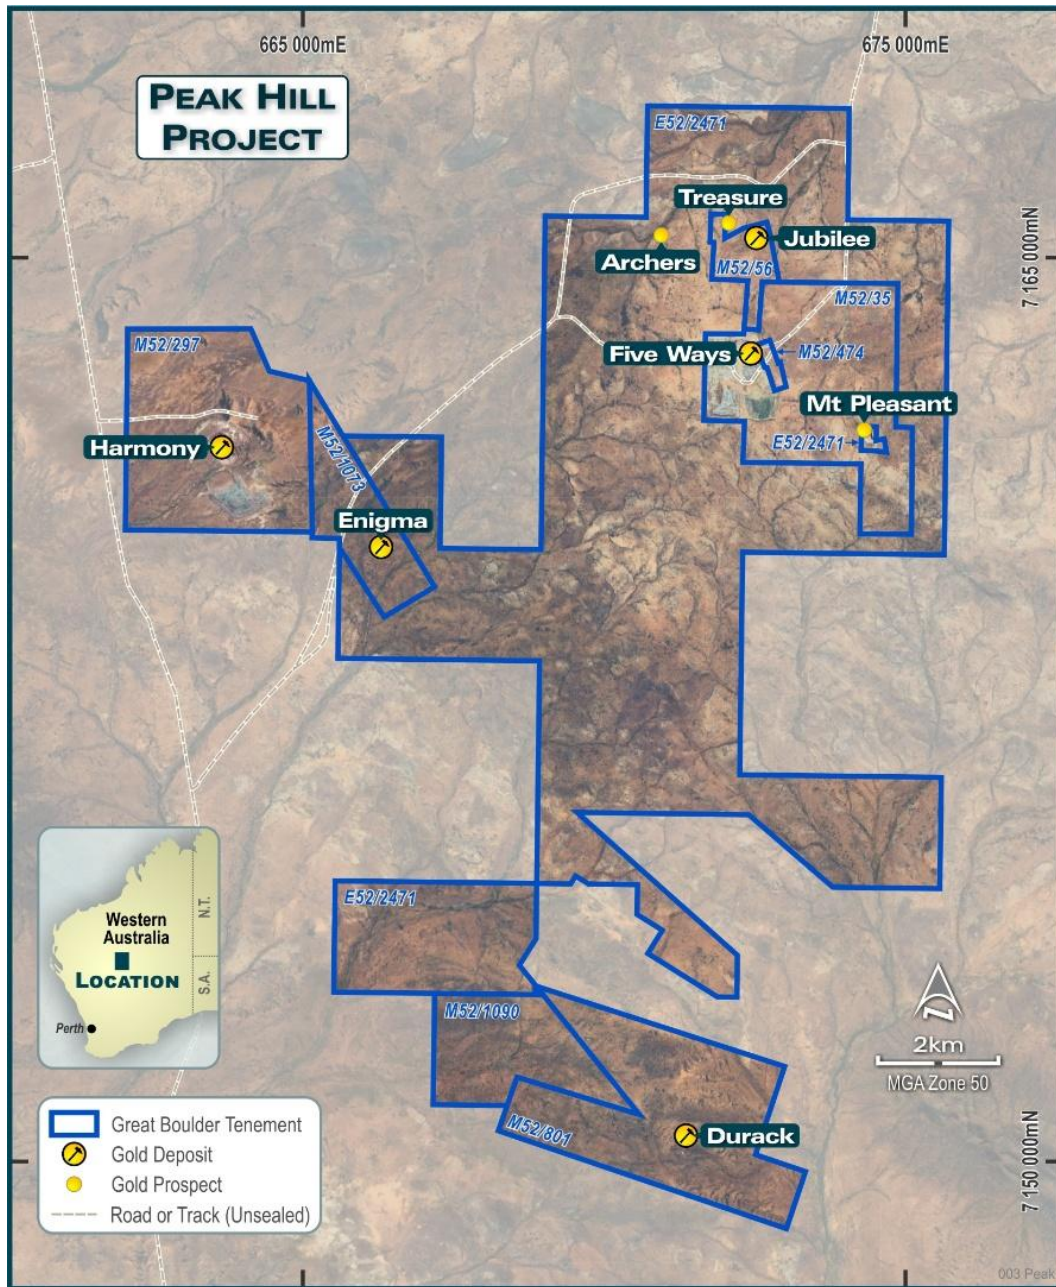 665 000mE
675 000mE
PEAK HILL
PROJECT
E52/2471
Treasure
Jubilee
Archers
M52/56
7 165 000mN
M52/35
M52/297
Five Ways
M52/474
Mt Pleasant
E52/2471
Harmony
M52/1073
Enigma
E52/2471
Western
Australia
LOCATION
N.T.
S.A.
Perth
M52/1090
2km
MGA Zone 50
M52/801
Durack
7 150 000mN
Great Boulder Tenement
Gold Deposit
Gold Prospect
Road or Track (Unsealed)
003 Peak